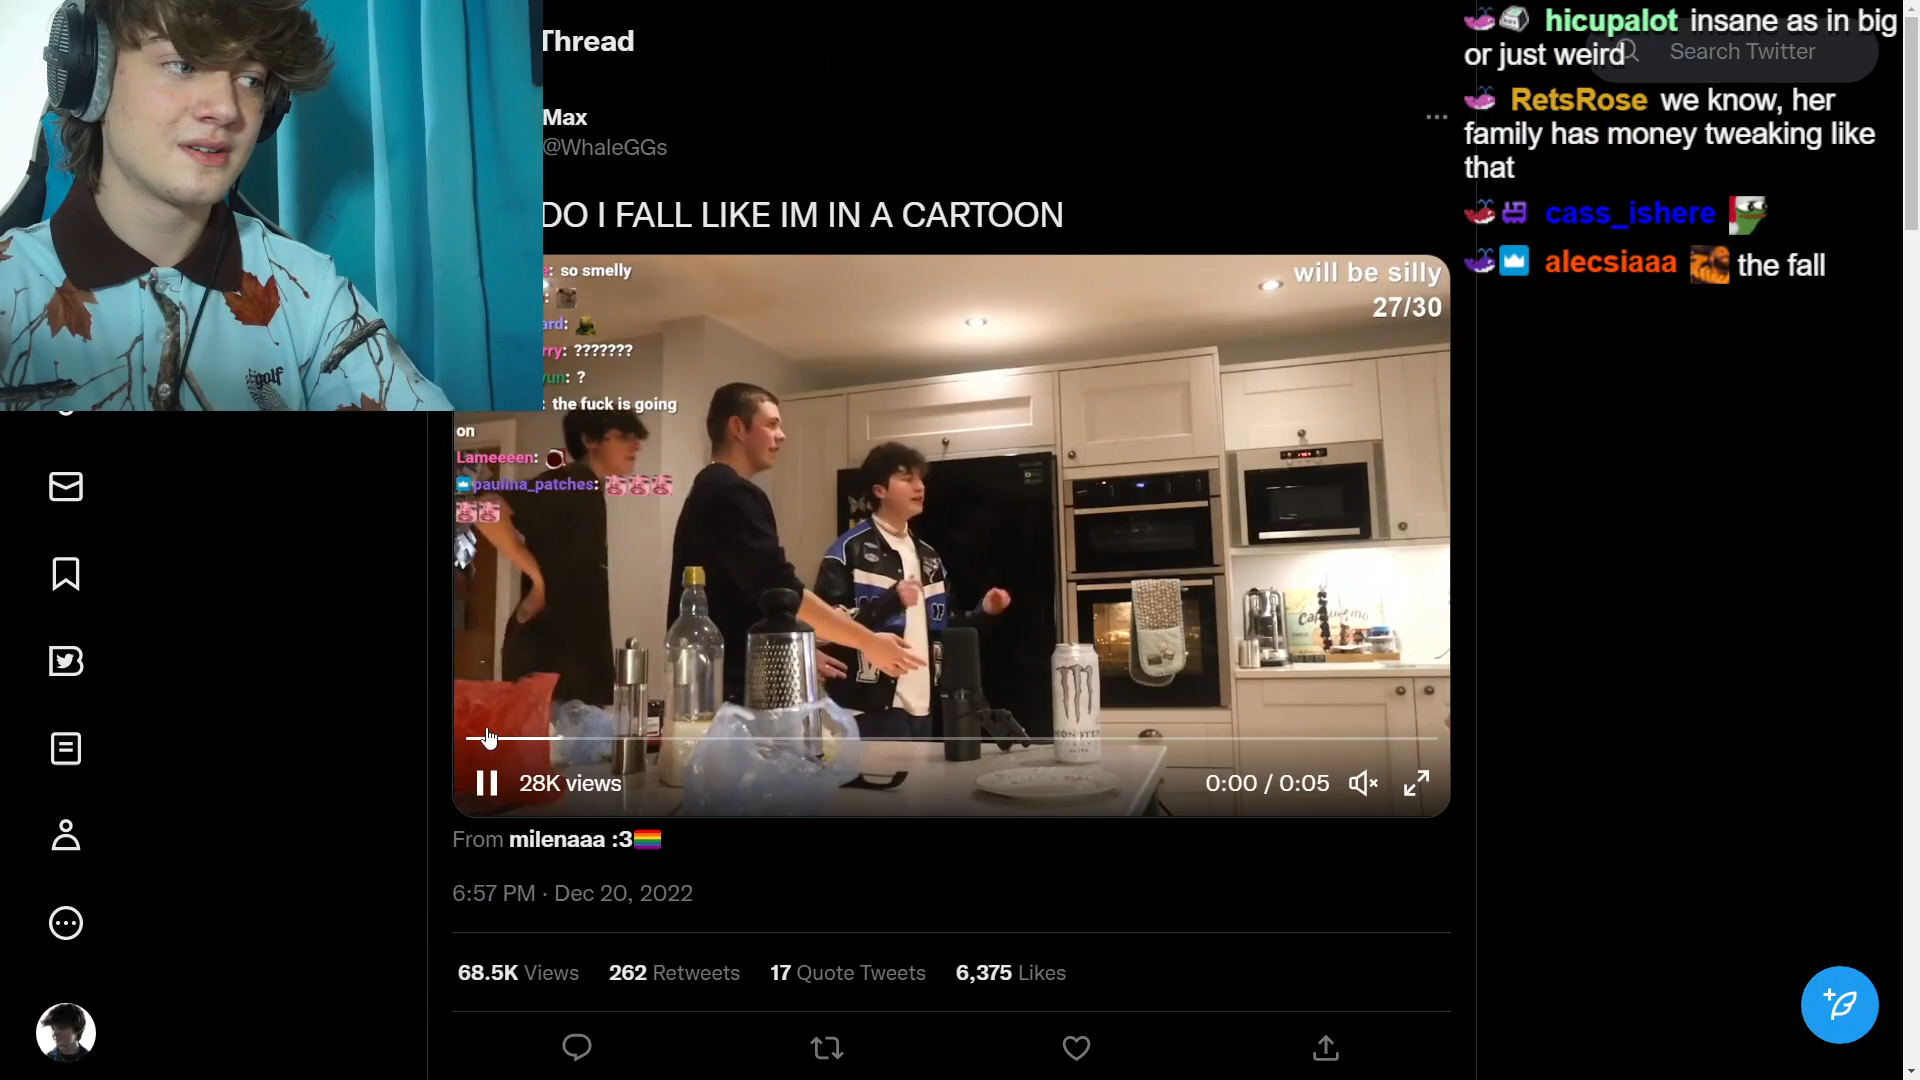 Thread
Max
@WhaleGGs
DO I FALL LIKE IM IN A CARTOON
e: so smelly
:
ard:
rry: ???????
un: ?
: the fuck is going
on
Lameeeen:
paulina_patches:
will be silly
27/30
MONSTER
28K views
0:00 / 0:05
From milenaaa :3
6:57 PM · Dec 20, 2022
68.5K Views 262 Retweets 17 Quote Tweets 6,375 Likes
golf
hicupalot insane as in big
or just weird
Search Twitter
RetsRose we know, her
family has money tweaking like
that
cass_ishere
alecsiaaa the fall